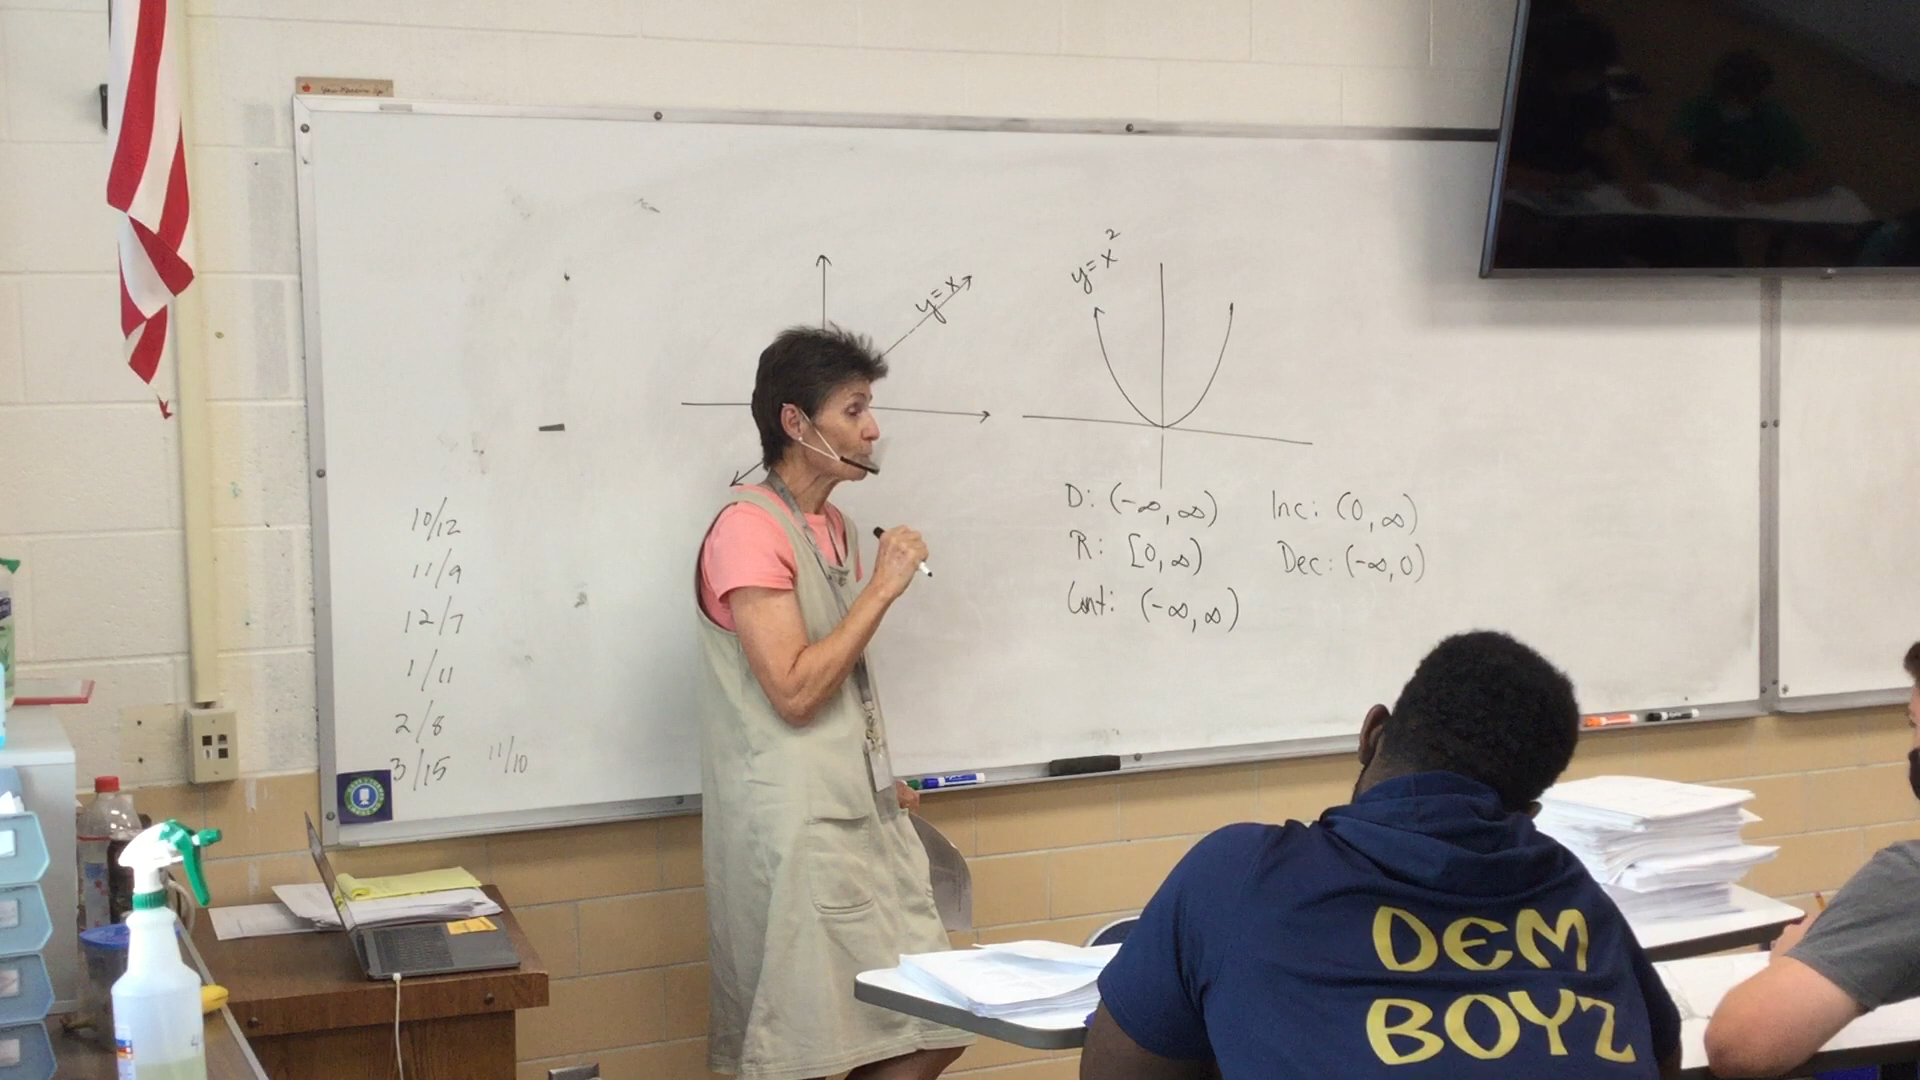 y=x
y=x²
D: (-∞, ∞)
Inc: (0, ∞)
R: [0, ∞)
Dec: (-∞, 0)
Cont: (-∞, ∞)
10/12
11/9
12/7
1/11
2/8
3/15
11/10
DEM
BOYZ